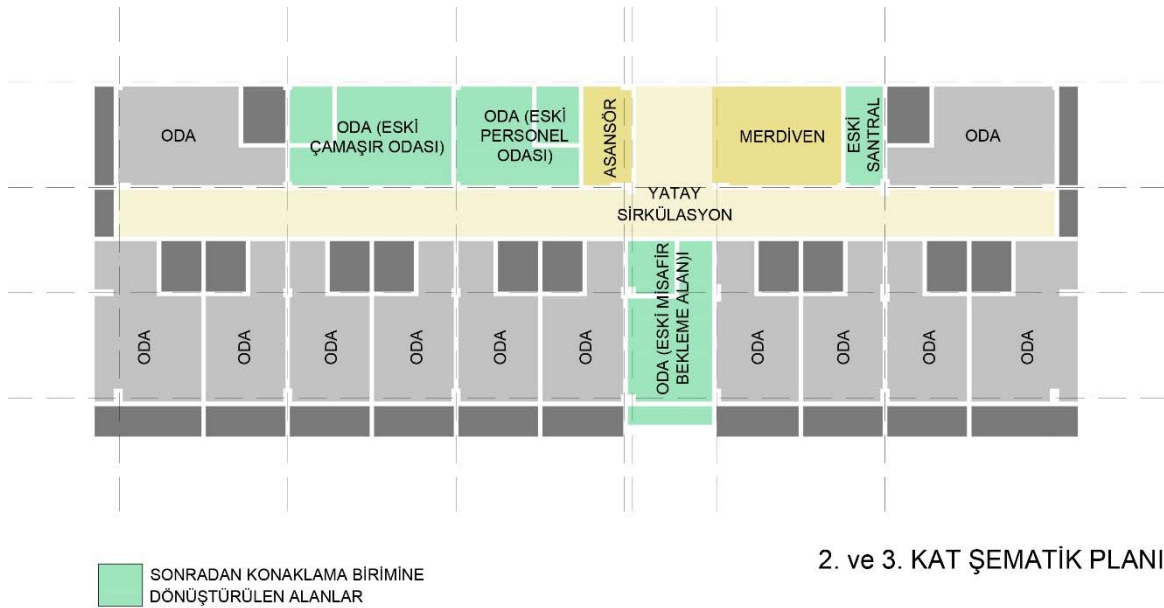 ODA
ODA (ESKİ
ÇAMAŞIR ODASI)
ODA (ESKİ
PERSONEL
ODASI)
ASANSÖR
MERDİVEN
ESKİ
SANTRAL
ODA
YATAY
SİRKÜLASYON
ODA
ODA
ODA
ODA
ODA
ODA
ODA (ESKİ MİSAFİR
BEKLEME ALAN)I
ODA
ODA
ODA
ODA
2. ve 3. KAT ŞEMATİK PLANI
SONRADAN KONAKLAMA BİRİMİNE
DÖNÜŞTÜRÜLEN ALANLAR